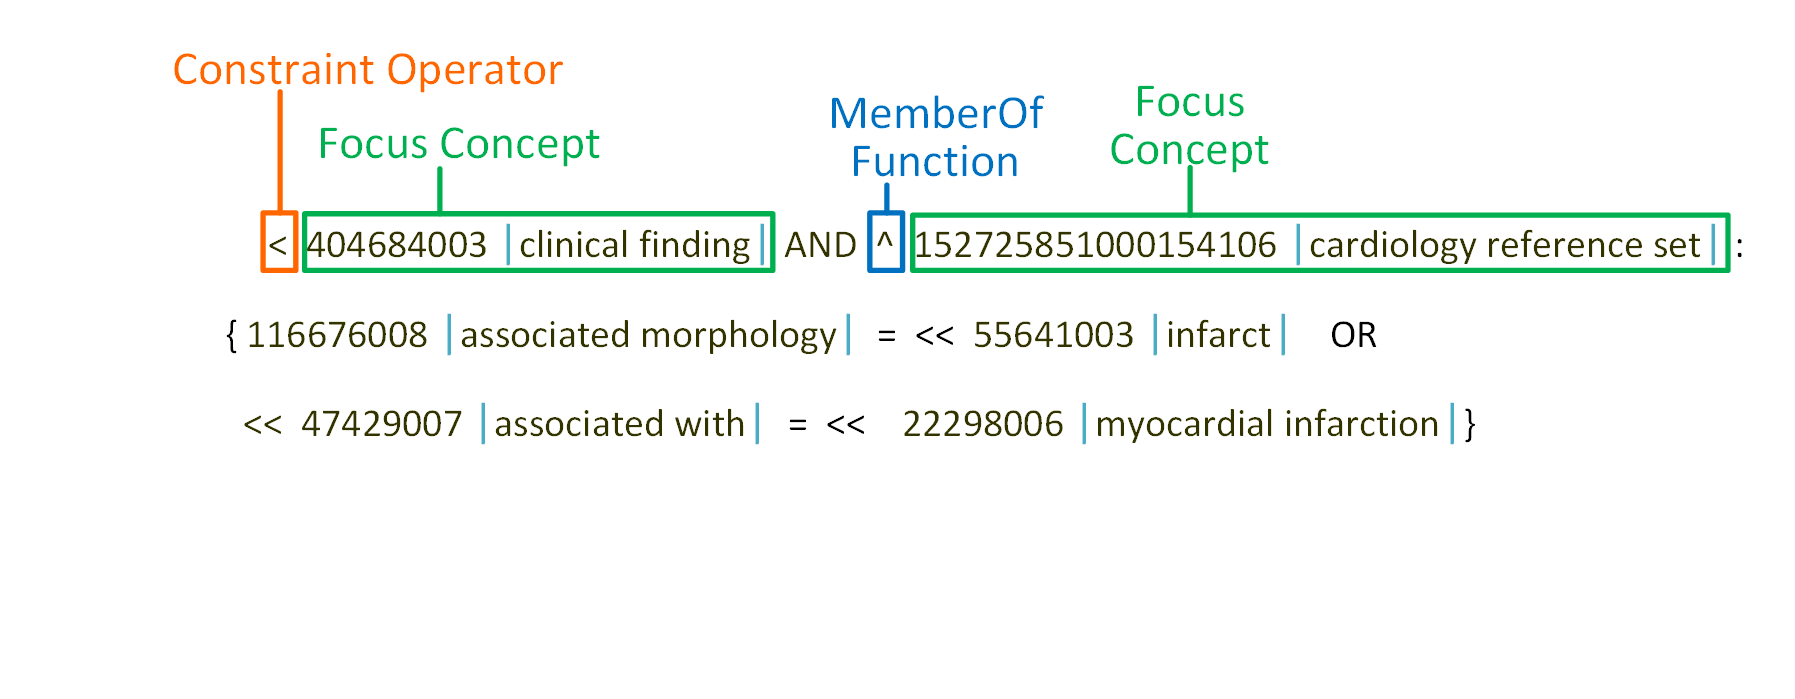 Constraint Operator
Focus Concept
MemberOf
Function
Focus
Concept
< 404684003 |clinical finding| AND ^ 152725851000154106 |cardiology reference set| :
{ 116676008 |associated morphology| = << 55641003 |infarct| OR
<< 47429007 |associated with| = << 22298006 |myocardial infarction|}